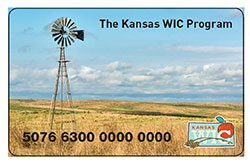 The Kansas WIC Program
5076 6300 0000 0000
KANSAS